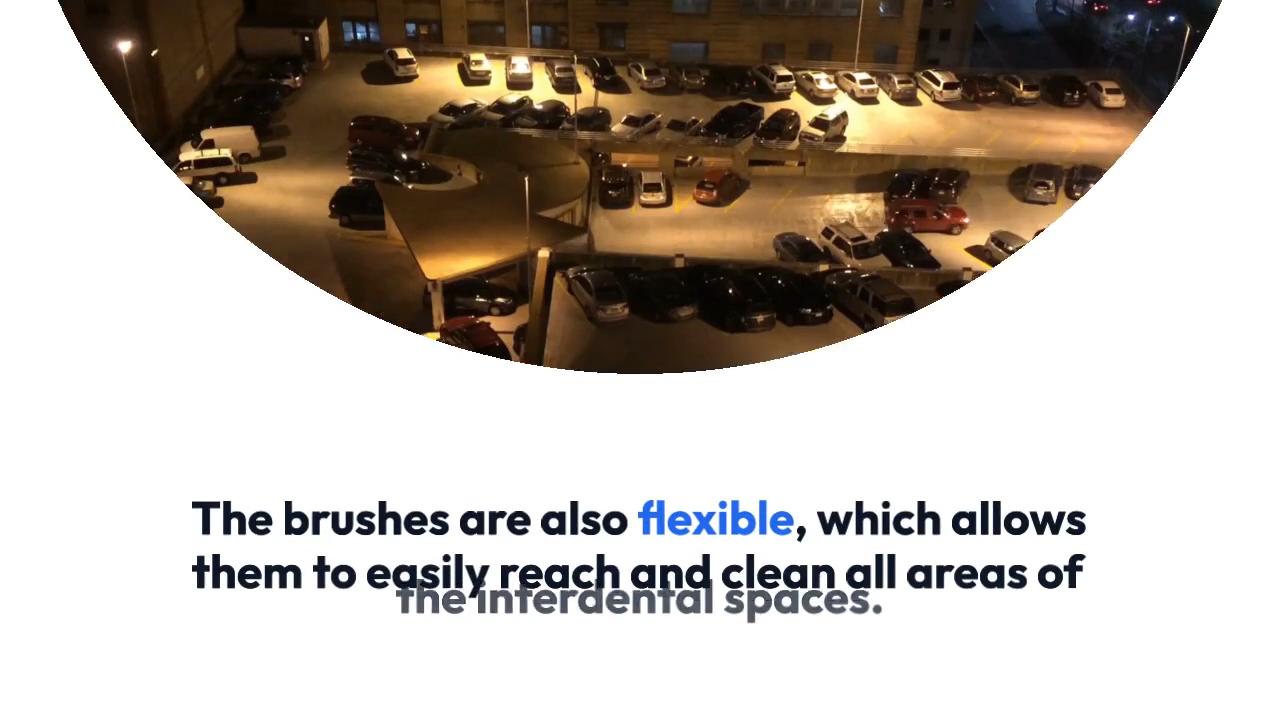 The brushes are also flexible, which allows
them to easily reach and clean all areas of
the interdental spaces.